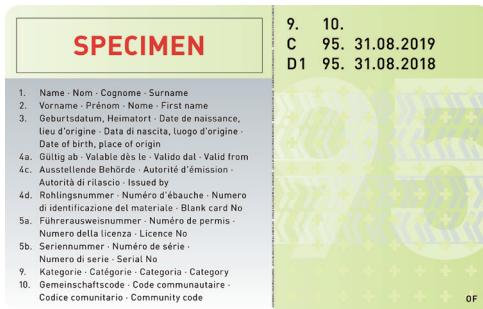 SPECIMEN
1. Name · Nom · Cognome · Surname
2. Vorname · Prénom · Nome · First name
3. Geburtsdatum, Heimatort · Date de naissance,
lieu d'origine · Data di nascita, luogo d'origine ·
Date of birth, place of origin
4a. Gültig ab · Valable dès le · Valido dal · Valid from
4c. Ausstellende Behörde · Autorité d'émission ·
Autorità di rilascio · Issued by
4d. Rohlingsnummer · Numéro d'ébauche · Numero
di identificazione del materiale · Blank card No
5a. Führerausweisnummer · Numéro de permis ·
Numero della licenza · Licence No
5b. Seriennummer · Numéro de série ·
Numero di serie · Serial No
9. Kategorie · Catégorie · Categoria · Category
10. Gemeinschaftscode · Code communautaire ·
Codice comunitario · Community code
9. 10.
C 95. 31.08.2019
D1 95. 31.08.2018
95
OF